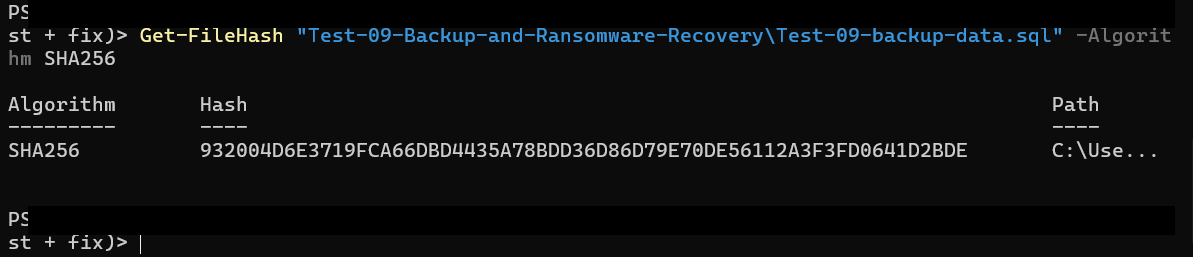 PS
st + fix)> Get-FileHash "Test-09-Backup-and-Ransomware-Recovery\Test-09-backup-data.sql" -Algorit
hm SHA256
Algorithm Hash Path
--------- ---- ----
SHA256 932004D6E3719FCA66DBD4435A78BDD36D86D79E70DE56112A3F3FD0641D2BDE C:\Use...
PS
st + fix)>